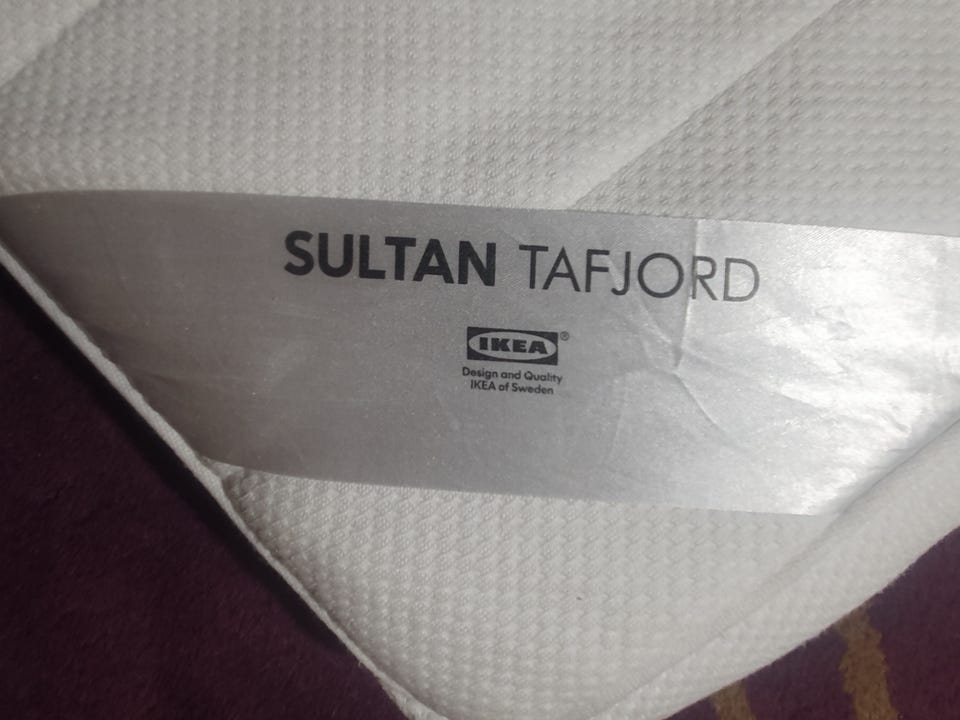 SULTAN TAFJORD
IKEA®
Design and Quality
IKEA of Sweden